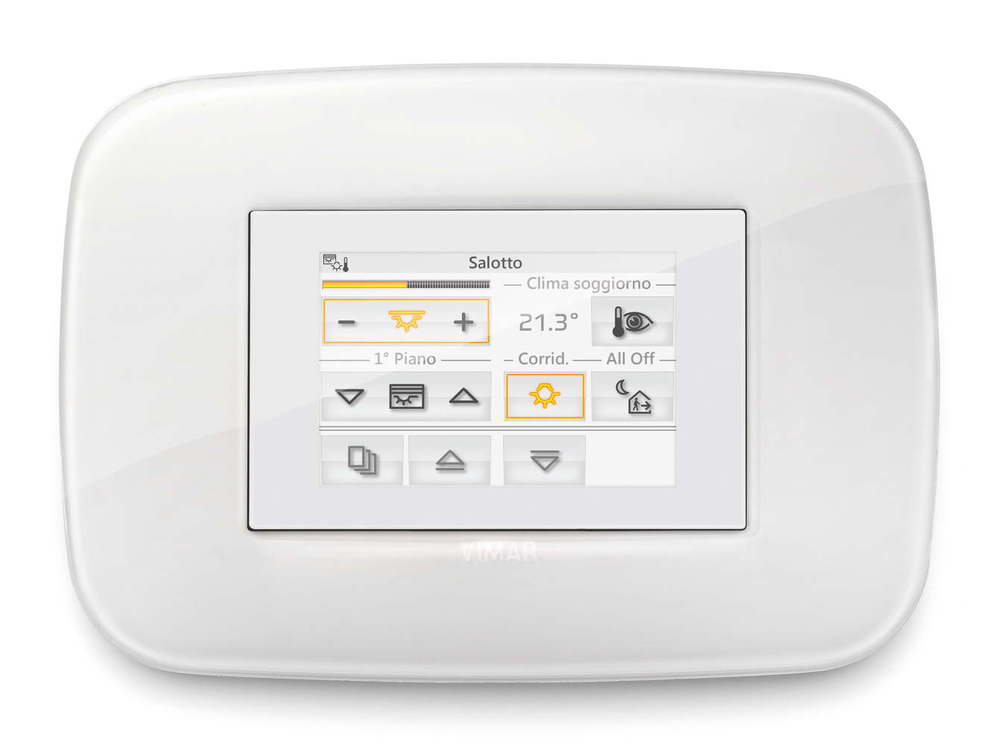 Salotto
Clima soggiorno
- + 21.3°
1° Piano Corrid. All Off
VIMAR